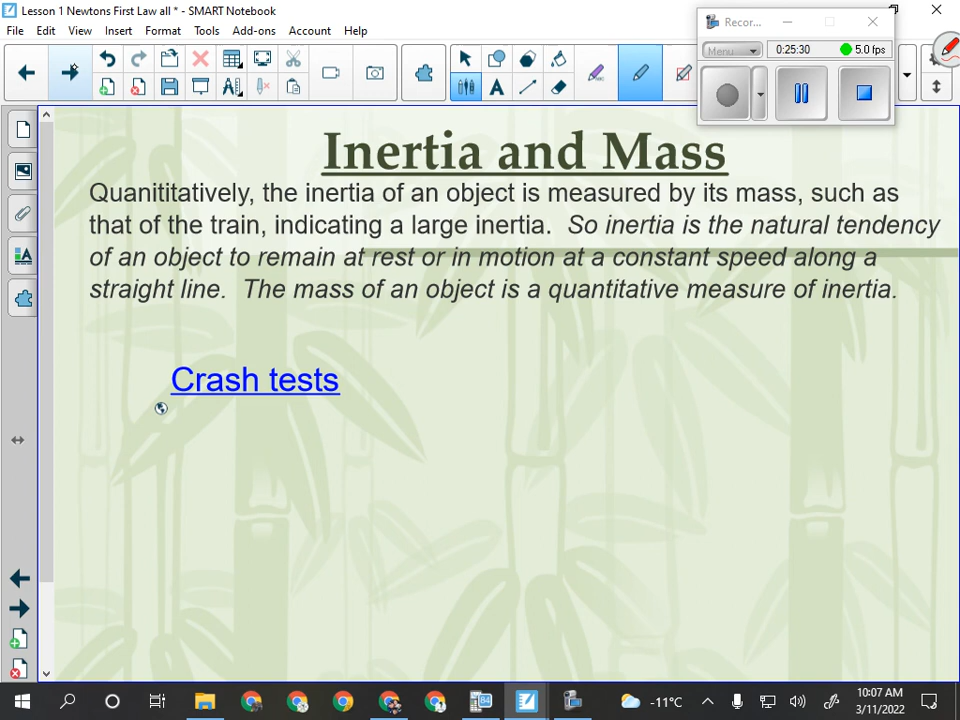 Lesson 1 Newtons First Law all * - SMART Notebook
File Edit View Insert Format Tools Add-ons Account Help
Recor...
Menu
0:25:30
5.0 fps
Inertia and Mass
Quanititatively, the inertia of an object is measured by its mass, such as
that of the train, indicating a large inertia. So inertia is the natural tendency
of an object to remain at rest or in motion at a constant speed along a
straight line. The mass of an object is a quantitative measure of inertia.
Crash tests
-11°C
10:07 AM
3/11/2022